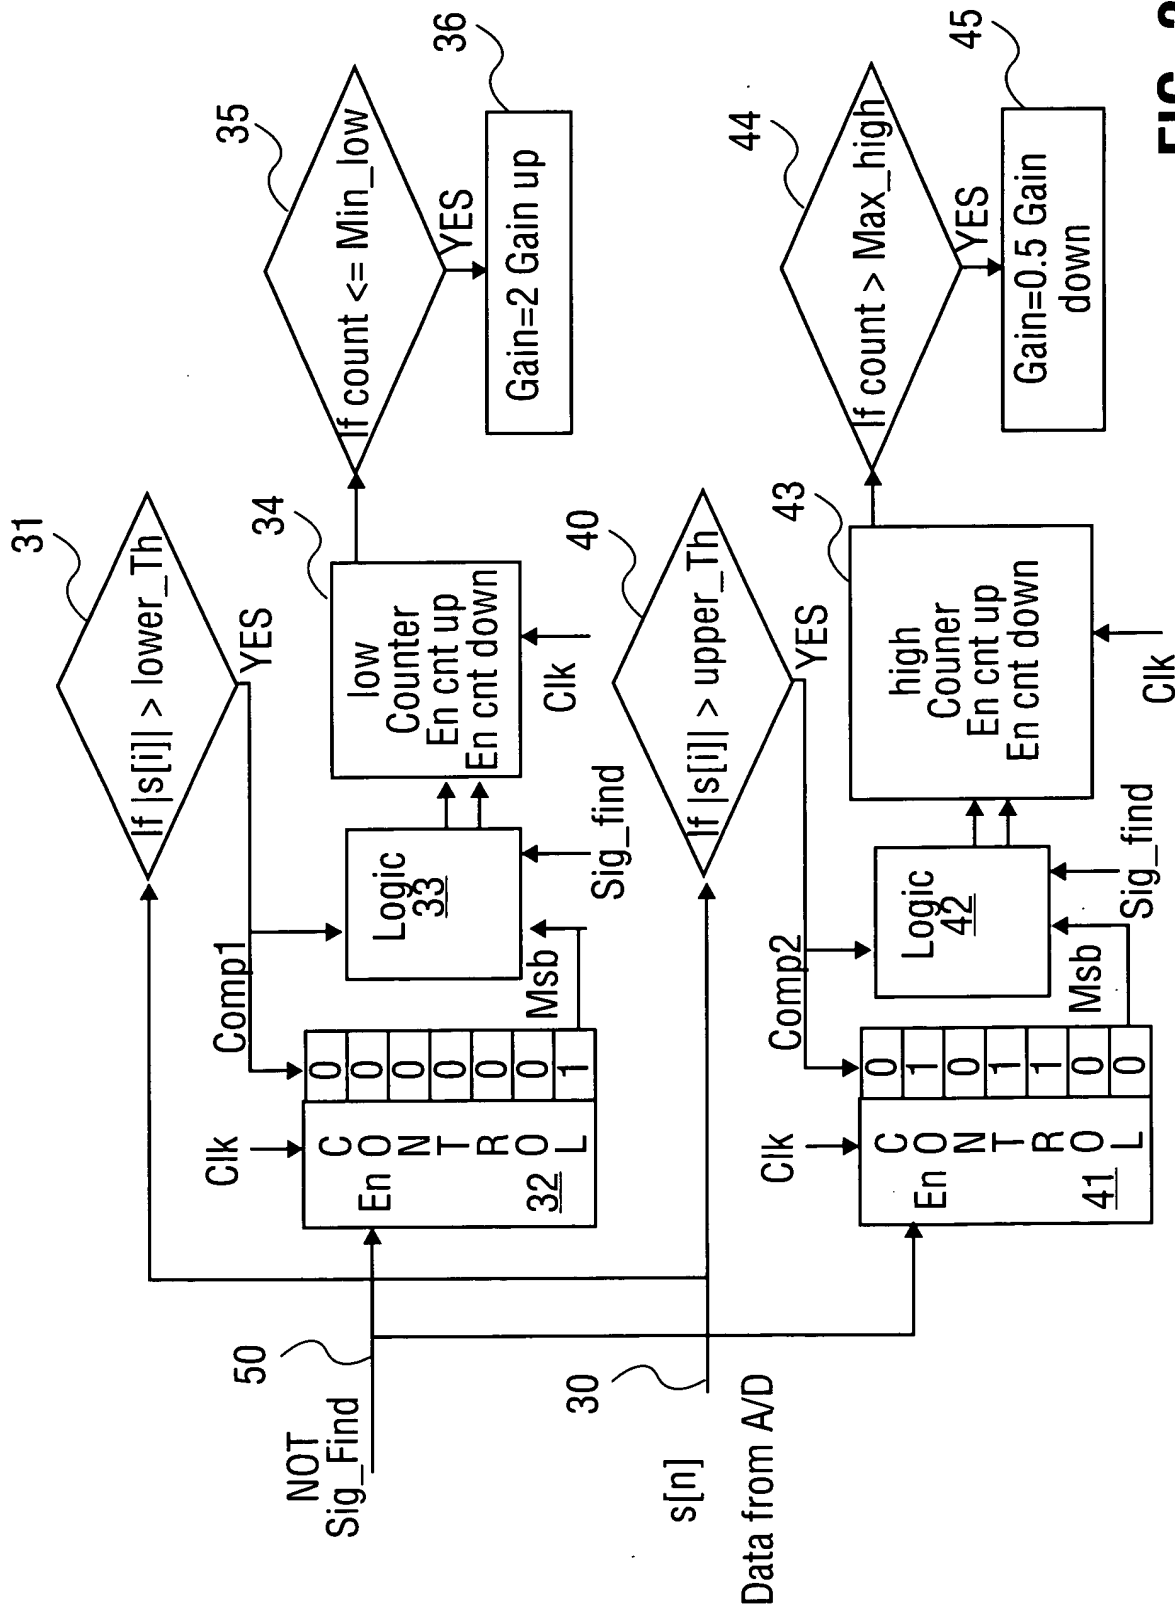 31
If |s[i]| > lower_Th
YES
Comp1
Clk
En
CONTROL
32
0
0
0
0
0
0
1
Msb
Logic
33
Sig_find
34
low
Counter
En cnt up
En cnt down
Clk
35
If count <= Min_low
YES
36
Gain=2 Gain up
50
NOT
Sig_Find
30
s[n]
Data from A/D
40
If |s[i]| > upper_Th
YES
Comp2
Clk
En
CONTROL
41
0
1
0
1
1
0
0
Msb
Logic
42
Sig_find
43
high
Couner
En cnt up
En cnt down
Clk
44
If count > Max_high
YES
45
Gain=0.5 Gain
down
FIG.